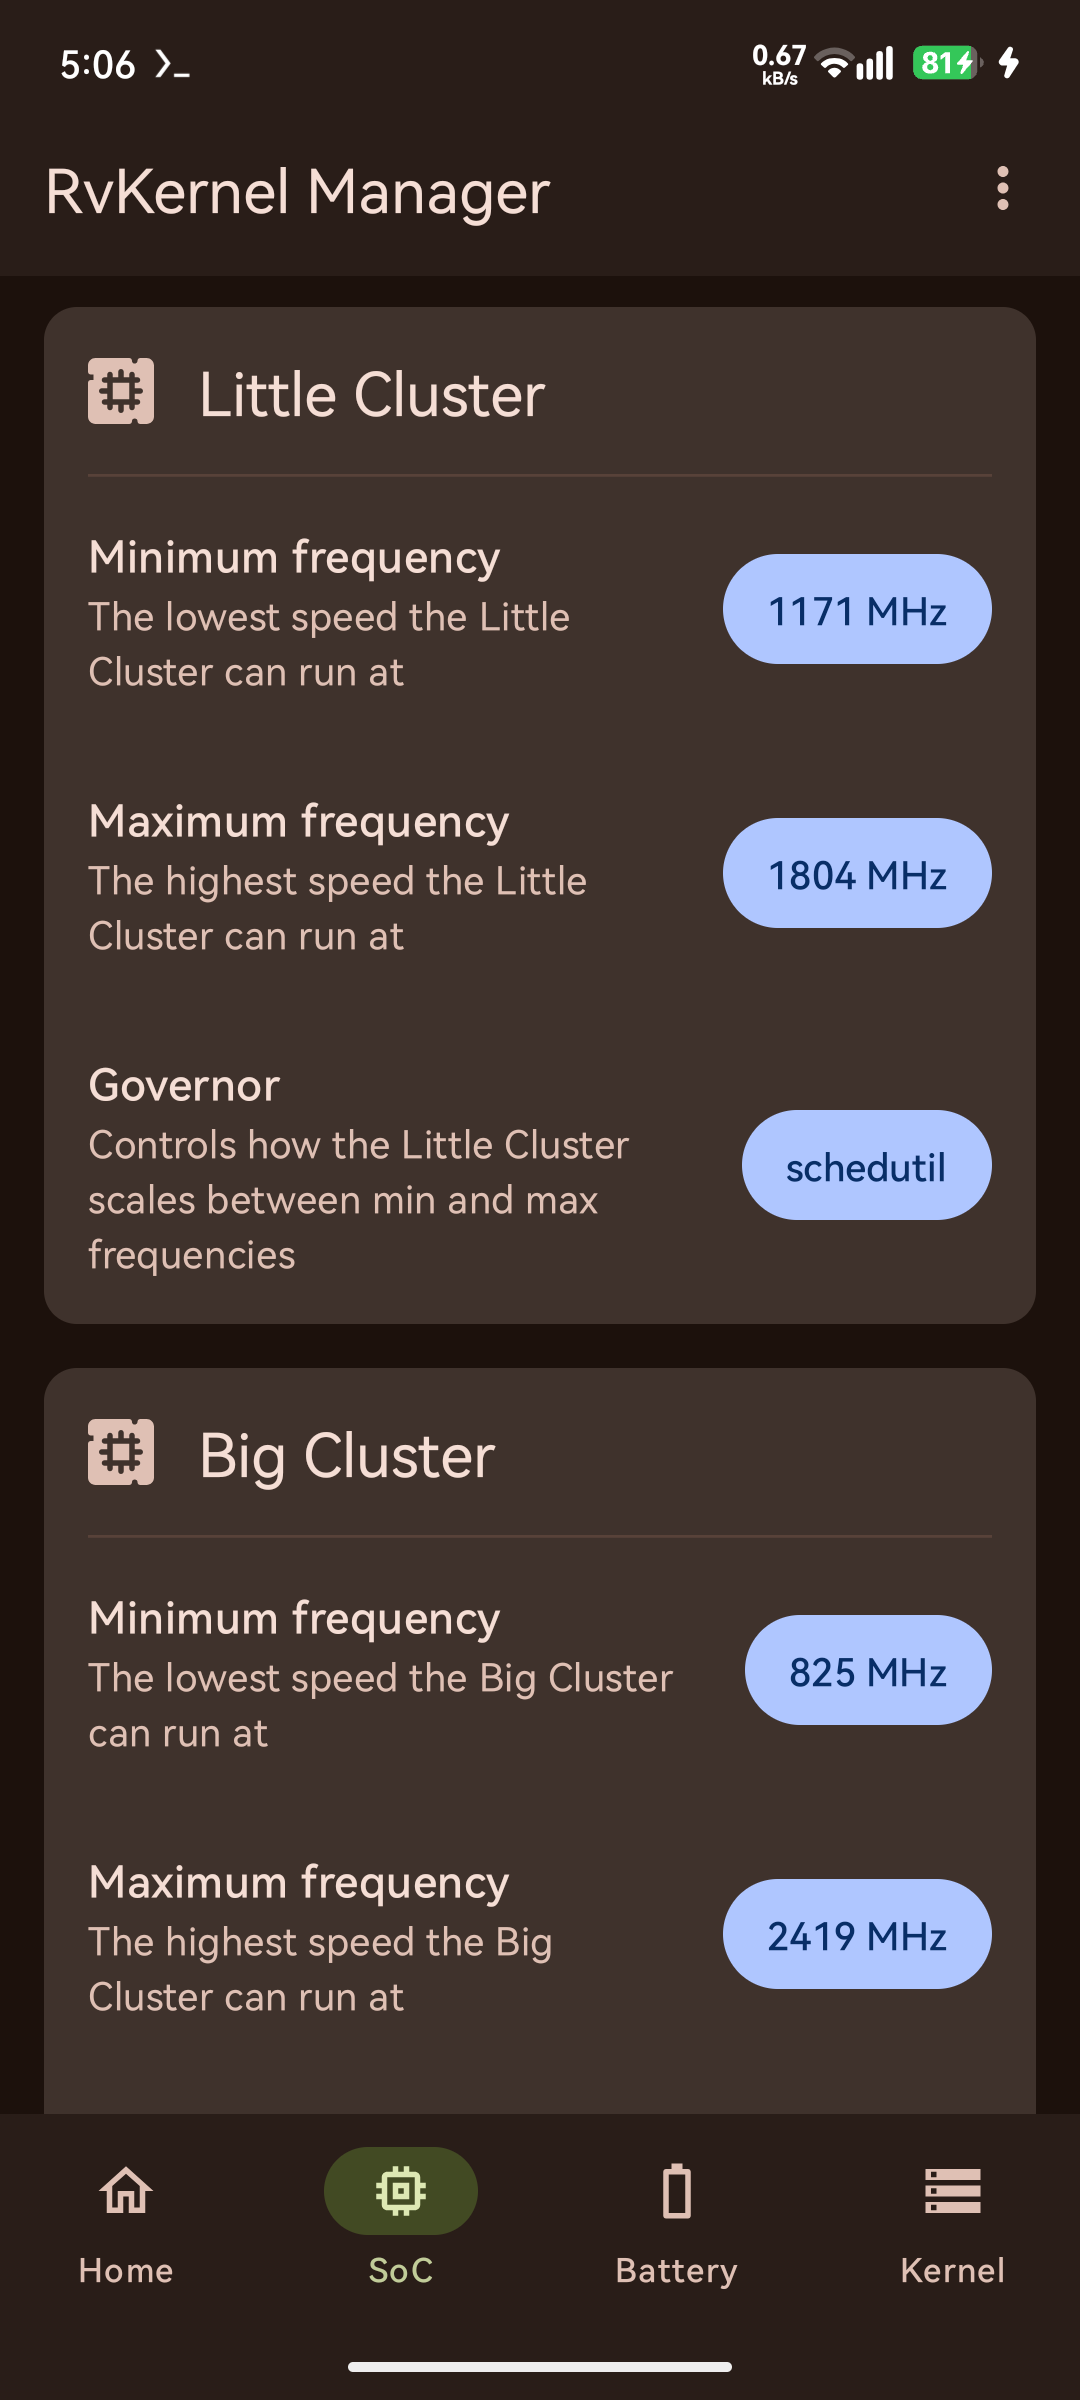 5:06
0.67
kB/s
81
RvKernel Manager
Little Cluster
Minimum frequency
The lowest speed the Little
Cluster can run at
1171 MHz
Maximum frequency
The highest speed the Little
Cluster can run at
1804 MHz
Governor
Controls how the Little Cluster
scales between min and max
frequencies
schedutil
Big Cluster
Minimum frequency
The lowest speed the Big Cluster
can run at
825 MHz
Maximum frequency
The highest speed the Big
Cluster can run at
2419 MHz
Home
SoC
Battery
Kernel